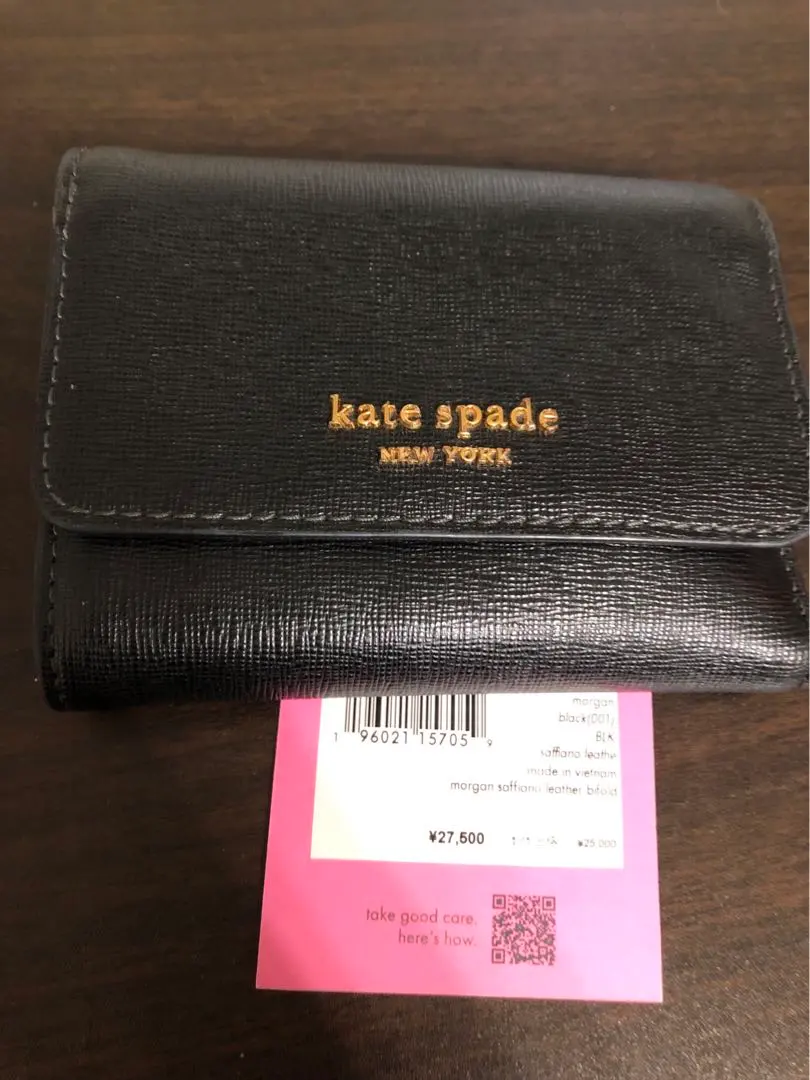 kate spade
NEW YORK
morgan
black(001)
BLK
saffiano leathe
made in vietnam
1 96021 15705 9
morgan saffiano leather bifold
¥27,500 ¥25,000
take good care.
here's how.